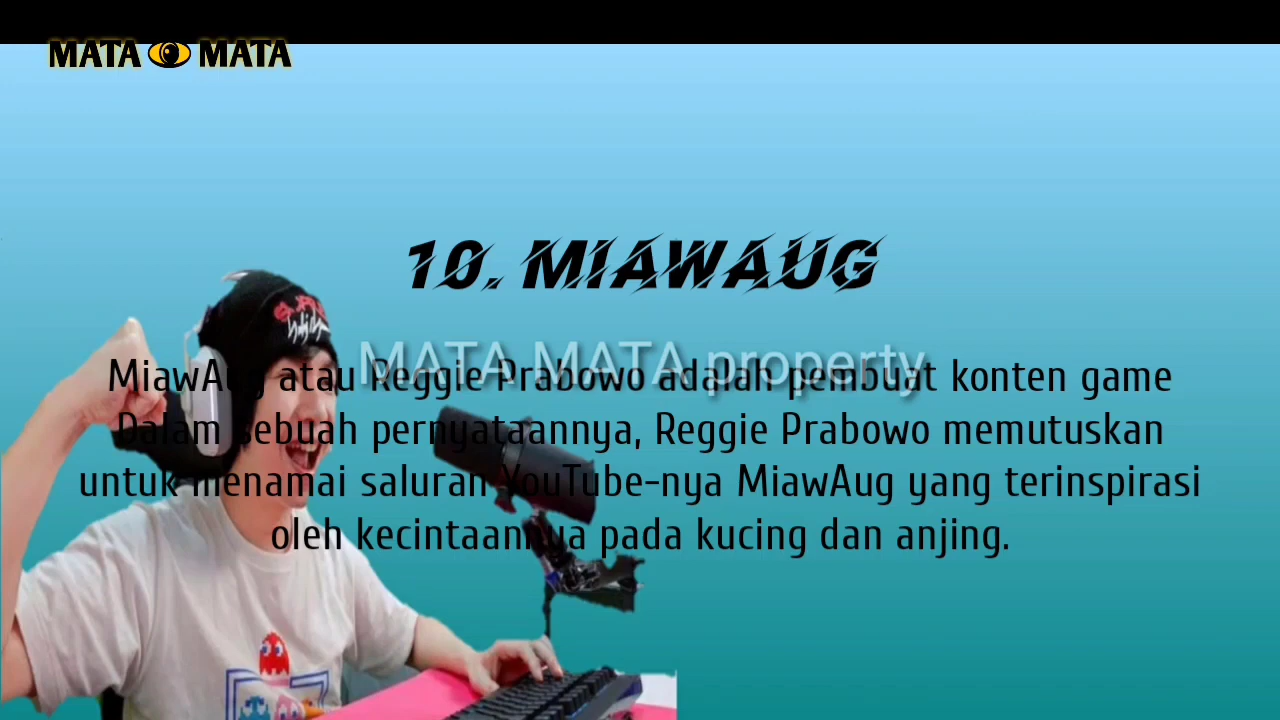 MATA MATA
10. MIAWAUG
MATA MATA property
MiawAug atau Reggie Prabowo adalah pembuat konten game
Dalam sebuah pernyataannya, Reggie Prabowo memutuskan
untuk menamai saluran YouTube-nya MiawAug yang terinspirasi
oleh kecintaannya pada kucing dan anjing.